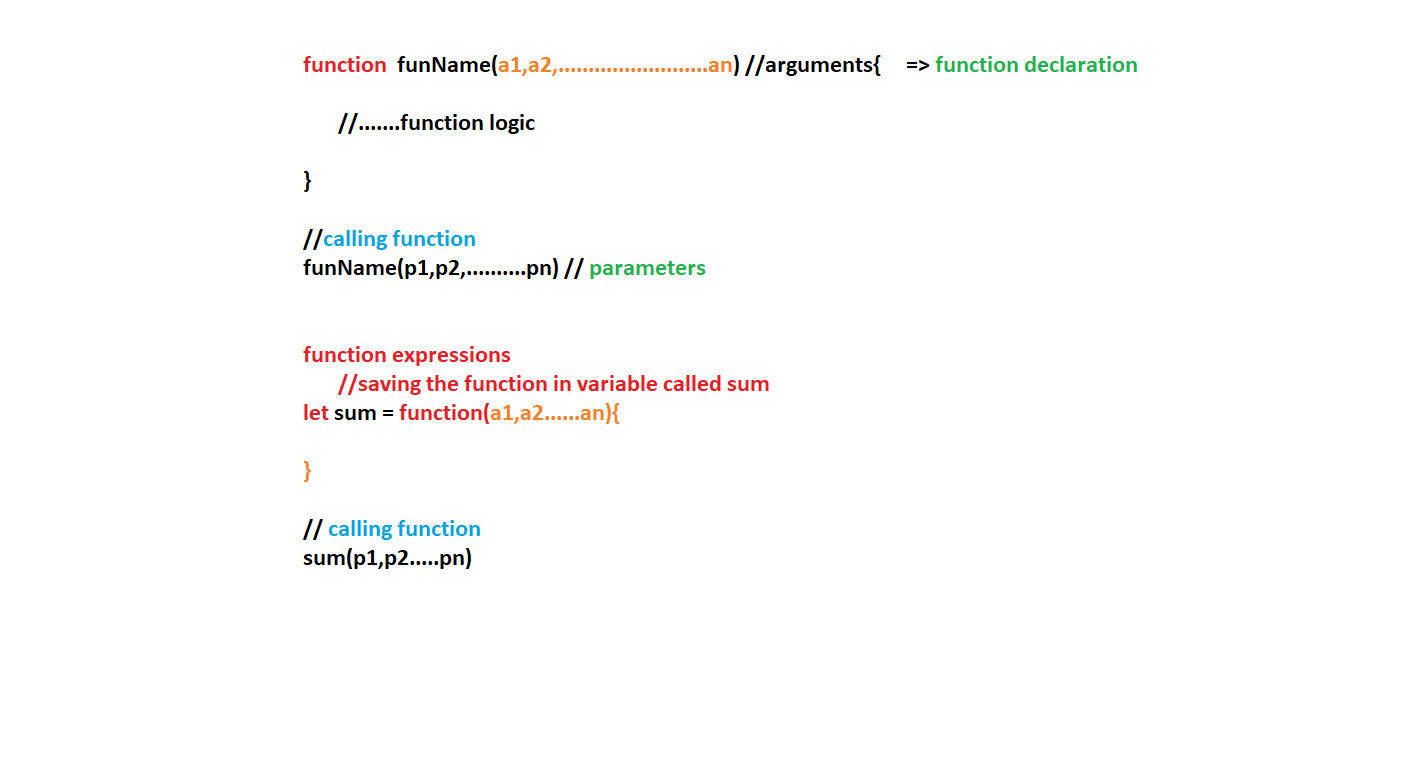 function  funName(a1,a2,.........................an) //arguments{    => function declaration
//.......function logic
}
//calling function
funName(p1,p2,..........pn) // parameters
function expressions
//saving the function in variable called sum
let sum = function(a1,a2......an){
}
// calling function
sum(p1,p2.....pn)